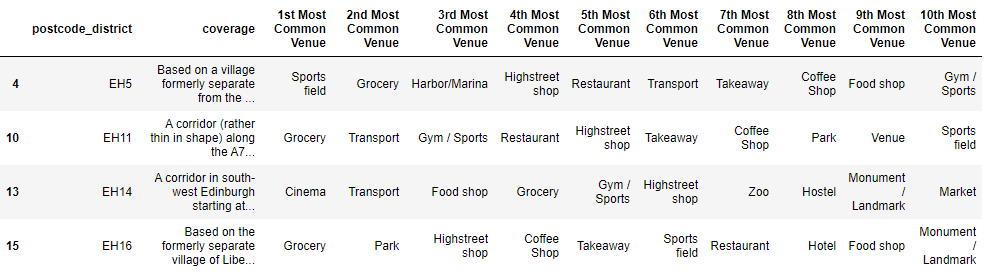 postcode_district coverage 1st Most Common Venue 2nd Most Common Venue 3rd Most Common Venue 4th Most Common Venue 5th Most Common Venue 6th Most Common Venue 7th Most Common Venue 8th Most Common Venue 9th Most Common Venue 10th Most Common Venue
4 EH5 Based on a village formerly separate from the ... Sports field Grocery Harbor/Marina Highstreet shop Restaurant Transport Takeaway Coffee Shop Food shop Gym / Sports
10 EH11 A corridor (rather thin in shape) along the A7... Grocery Transport Gym / Sports Restaurant Highstreet shop Takeaway Coffee Shop Park Venue Sports field
13 EH14 A corridor in south-west Edinburgh starting at... Cinema Transport Food shop Grocery Gym / Sports Highstreet shop Zoo Hostel Monument / Landmark Market
15 EH16 Based on the formerly separate village of Libe... Grocery Park Highstreet shop Coffee Shop Takeaway Sports field Restaurant Hotel Food shop Monument / Landmark